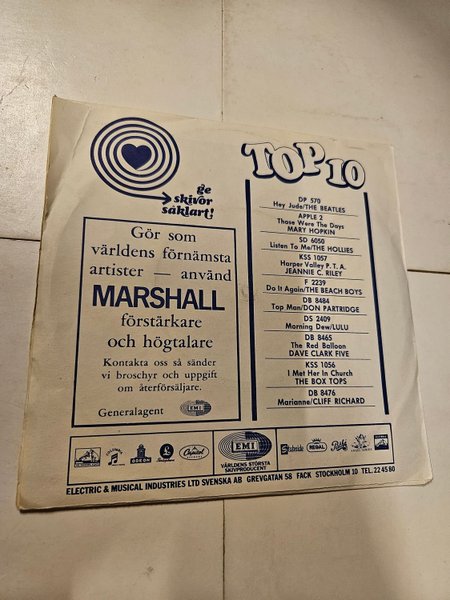 ge
skivor
såklart!
Gör som
världens förnämsta
artister — använd
MARSHALL
förstärkare
och högtalare
Kontakta oss så sänder
vi broschyr och uppgift
om återförsäljare.
Generalagent
EMI
TOP 10
DP 570
Hey Jude/THE BEATLES
APPLE 2
Those Were The Days
MARY HOPKIN
SD 6050
Listen To Me/THE HOLLIES
KSS 1057
Harper Valley P. T. A.
JEANNIE C. RILEY
F 2239
Do It Again/THE BEACH BOYS
DB 8484
Top Man/DON PARTRIDGE
DS 2409
Morning Dew/LULU
DB 8465
The Red Balloon
DAVE CLARK FIVE
KSS 1056
I Met Her In Church
THE BOX TOPS
DB 8476
Marianne/CLIFF RICHARD
ODEON
Capitol
EMI
VÄRLDENS STÖRSTA
SKIVPRODUCENT
Stateside
REGAL
ELECTRIC & MUSICAL INDUSTRIES LTD SVENSKA AB GREVGATAN 58 FACK STOCKHOLM 10 TEL. 22 45 80